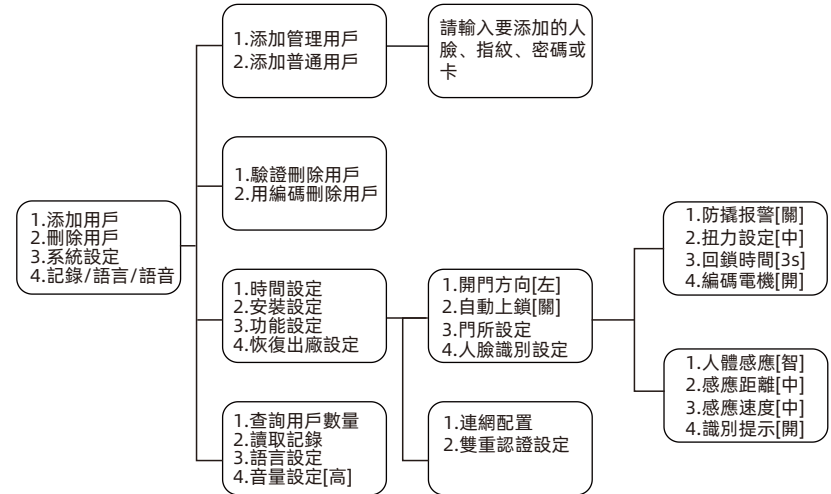 1.添加用戶
2.刪除用戶
3.系統設定
4.記錄/語言/語音
1.添加管理用戶
2.添加普通用戶
請輸入要添加的人
臉、指紋、密碼或
卡
1.驗證刪除用戶
2.用編碼刪除用戶
1.時間設定
2.安裝設定
3.功能設定
4.恢復出廠設定
1.查詢用戶數量
2.讀取記錄
3.語言設定
4.音量設定[高]
1.開門方向[左]
2.自動上鎖[關]
3.門所設定
4.人臉識別設定
1.連網配置
2.雙重認證設定
1.防撬报警[關]
2.扭力設定[中]
3.回鎖時間[3s]
4.編碼電機[開]
1.人體感應[智]
2.感應距離[中]
3.感應速度[中]
4.識別提示[開]